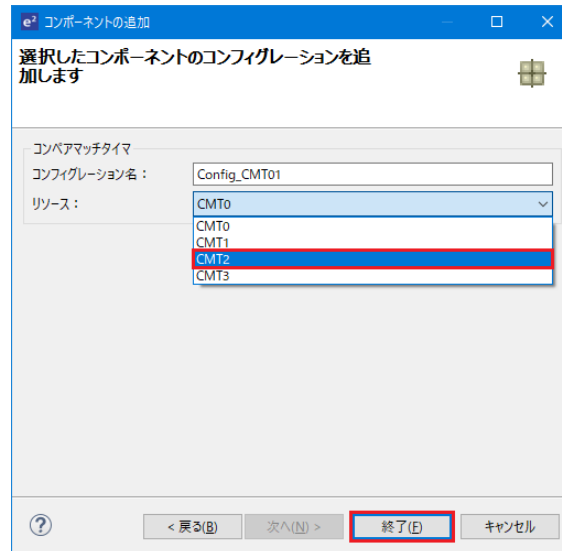 e² コンポーネントの追加
選択したコンポーネントのコンフィグレーションを追
加します
コンペアマッチタイマ
コンフィグレーション名：
Config_CMT01
リソース：
CMT0
CMT0
CMT1
CMT2
CMT3
?
< 戻る(B)
次へ(N) >
終了(F)
キャンセル